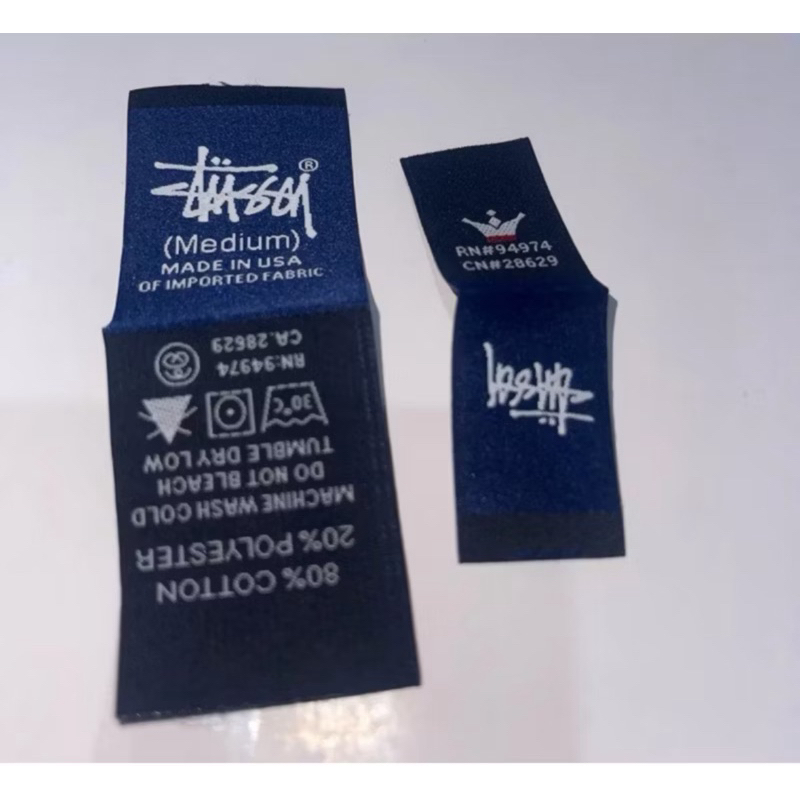 STÜSSY ®
(Medium)
MADE IN USA
OF IMPORTED FABRIC
80% COTTON
20% POLYESTER
MACHINE WASH COLD
DO NOT BLEACH
TUMBLE DRY LOW
30°C
RN:94974
CA.28629
RN#94974
CN#28629
STÜSSY